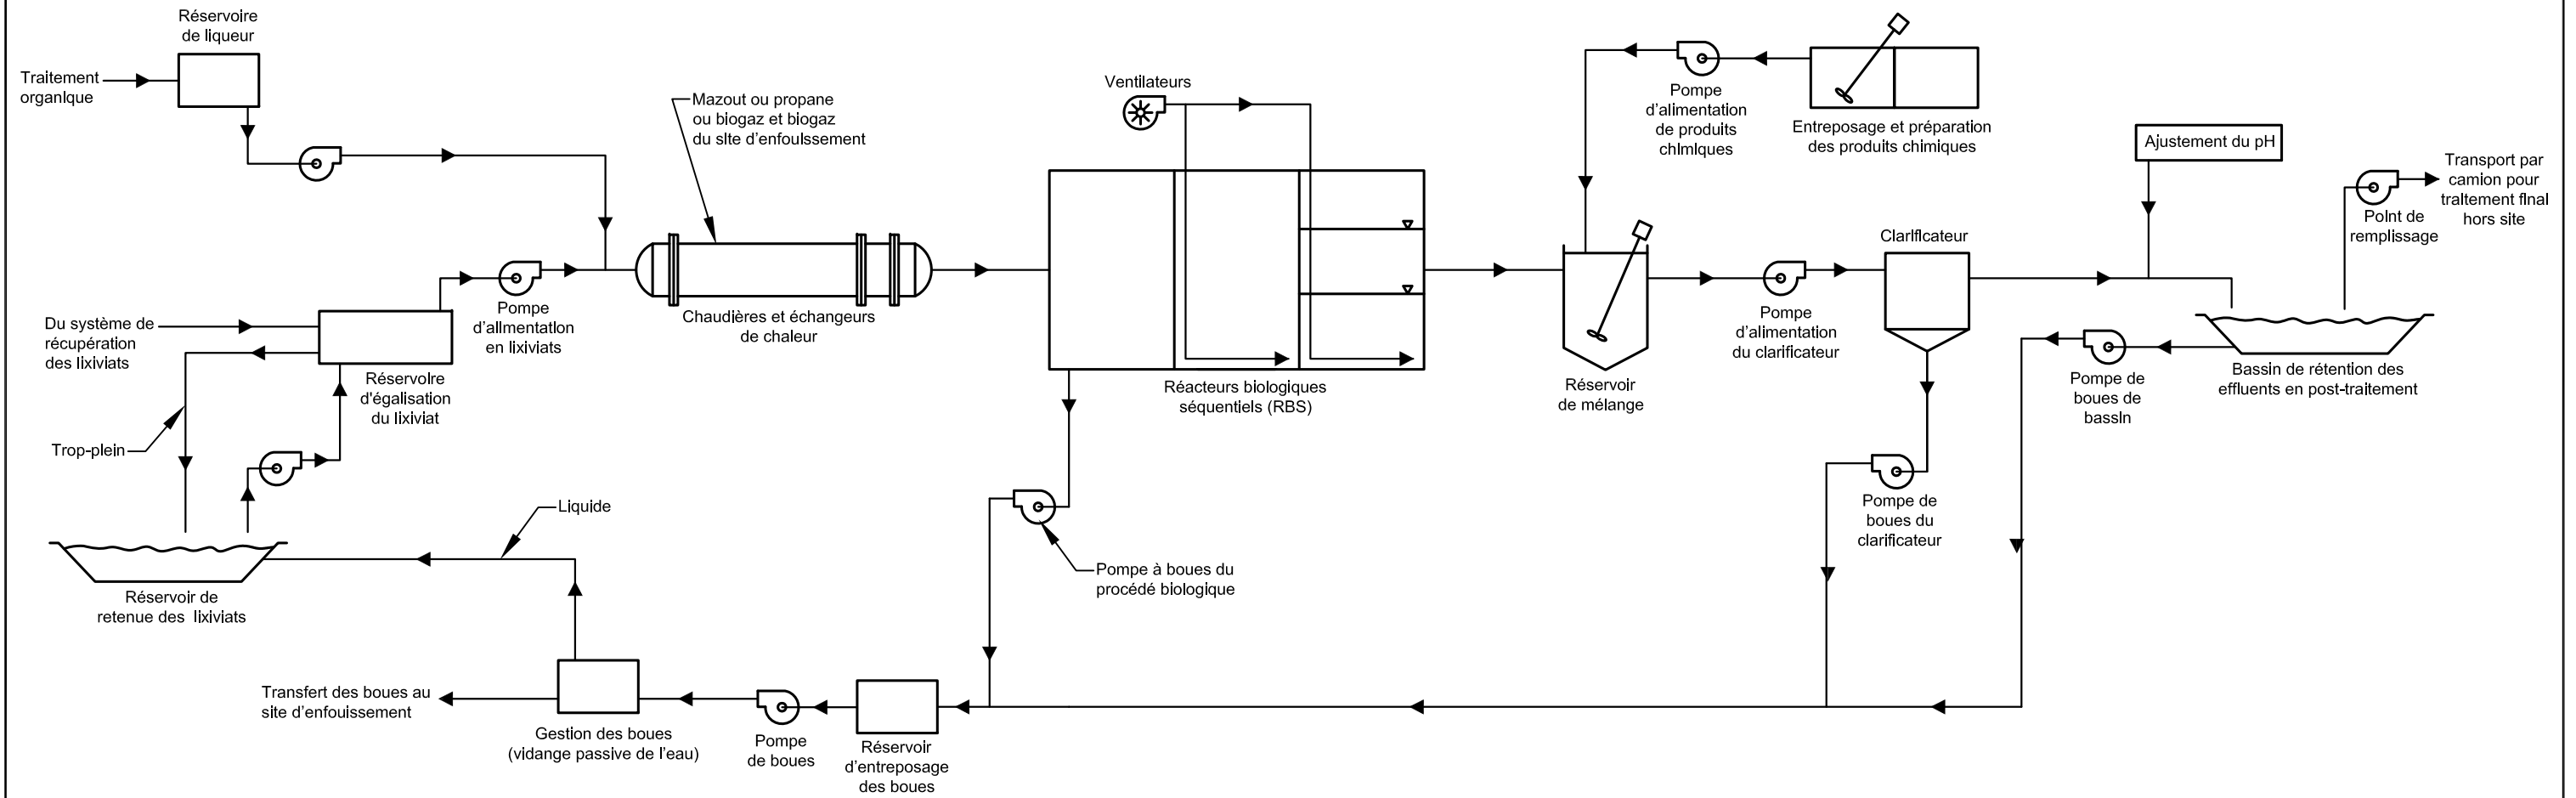 Réservoire
de liqueur
Traitement
organique
Mazout ou propane
ou biogaz et biogaz
du site d'enfouissement
Ventilateurs
Pompe
d'alimentation
de produits
chimiques
Entreposage et préparation
des produits chimiques
Ajustement du pH
Transport par
camion pour
traitement final
hors site
Point de
remplissage
Clarificateur
Du système de
récupération
des lixiviats
Pompe
d'alimentation
en lixiviats
Chaudières et échangeurs
de chaleur
Réservoire
d'égalisation
du lixiviat
Trop-plein
Réacteurs biologiques
séquentiels (RBS)
Réservoir
de mélange
Pompe
d'alimentation
du clarificateur
Pompe de
boues de
bassin
Bassin de rétention des
effluents en post-traitement
Pompe de
boues du
clarificateur
Liquide
Pompe à boues du
procédé biologique
Réservoir de
retenue des lixiviats
Transfert des boues au
site d'enfouissement
Gestion des boues
(vidange passive de l'eau)
Pompe
de boues
Réservoir
d'entreposage
des boues